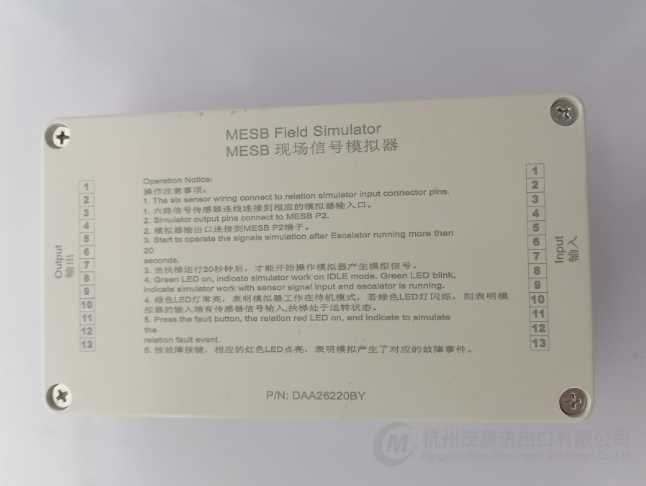 MESB Field Simulator
MESB 现场信号模拟器
Operation Notice:
操作注意事项：
1. The six sensor wiring connect to relation simulator input connector pins.
1. 六路信号传感器连线连接到相应的模拟器输入口。
2. Simulator output pins connect to MESB P2.
2. 模拟器输出口连接到MESB P2端子。
3. Start to operate the signals simulation after Escalator running more than
20
seconds.
3. 当扶梯运行20秒钟后，才能开始操作模拟器产生模拟信号。
4. Green LED on, indicate simulator work on IDLE mode. Green LED blink,
indicate simulator work with sensor signal input and escalator is running.
4. 绿色LED灯常亮，表明模拟器工作在待机模式，若绿色LED灯闪烁， 则表明模
拟器的输入端有传感器信号输入,扶梯处于运转状态。
5. Press the fault button, the relation red LED on, and indicate to simulate
the
relation fault event.
5. 按故障按键，相应的红色LED点亮，表明模拟产生了对应的故障事件。
P/N: DAA26220BY
Output
输出
1
2
3
4
5
6
7
8
9
10
11
12
13
1
2
3
4
5
6
7
8
9
10
11
12
13
Input
输入
杭州茂晨进出口有限公司